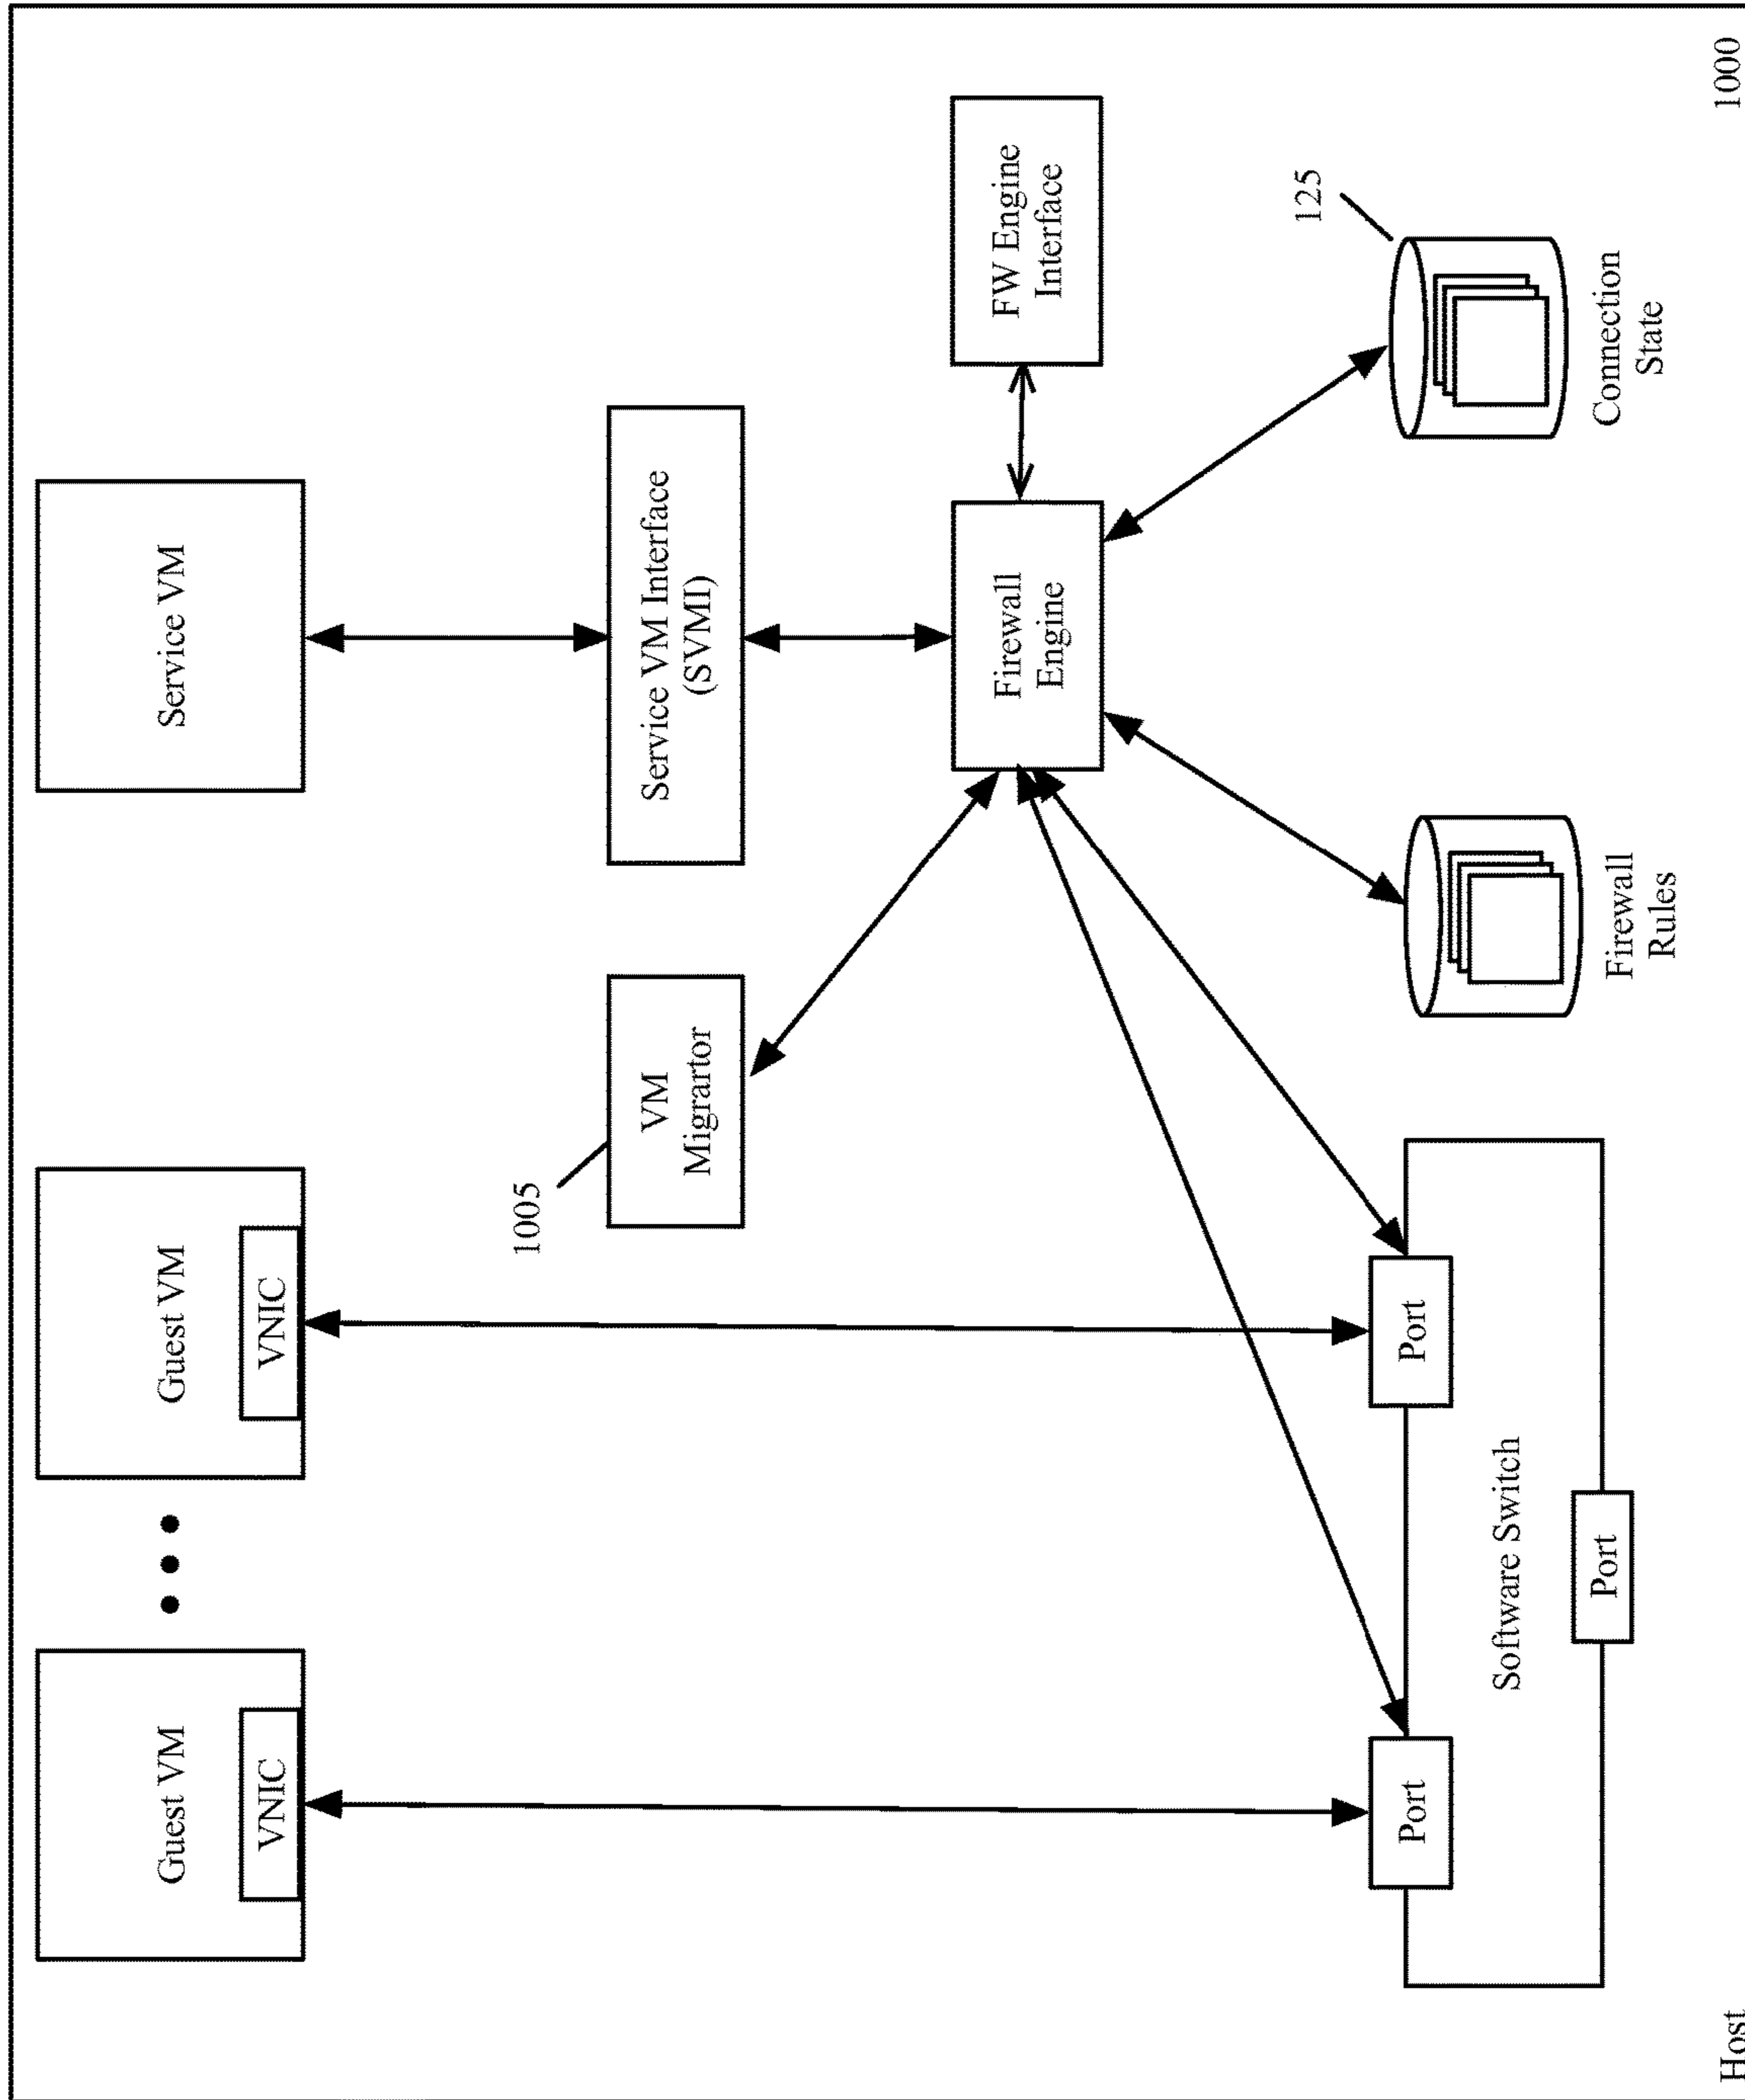 Guest VM
VNIC
Guest VM
VNIC
Service VM
1005
VM
Migrartor
Service VM Interface
(SVMI)
Firewall
Engine
FW Engine
Interface
125
Port
Port
Software Switch
Port
Firewall
Rules
Connection
State
Host
1000